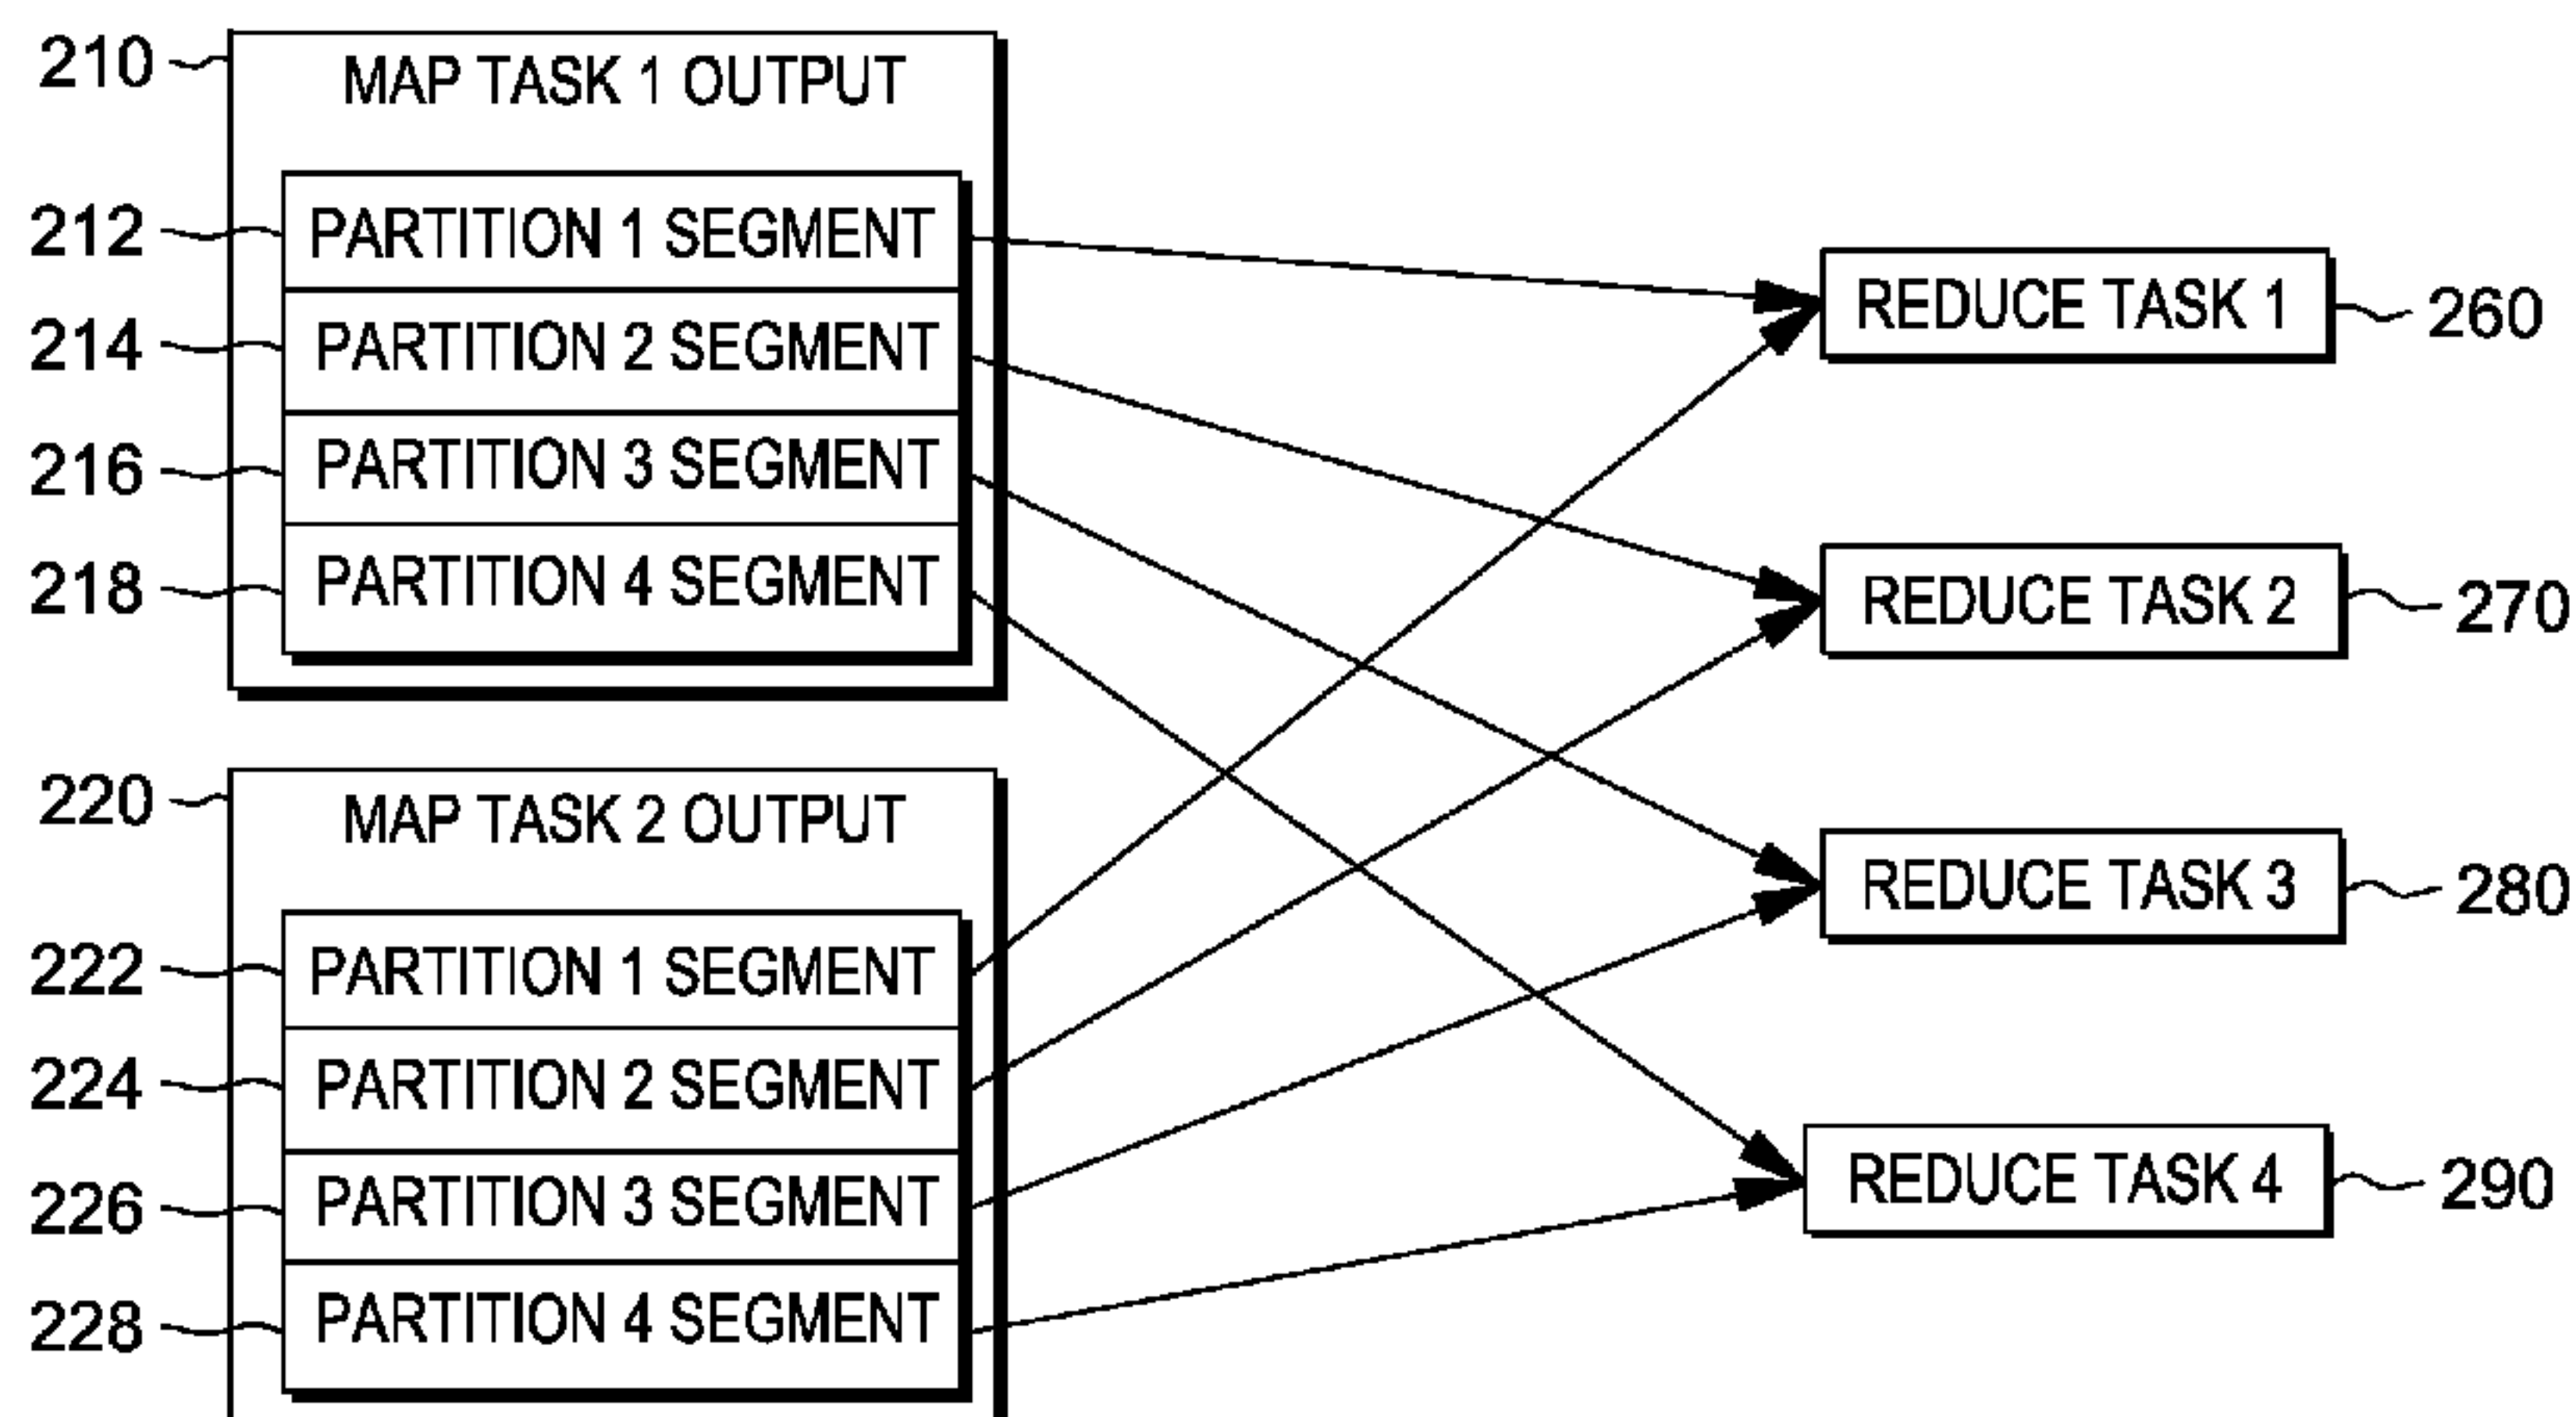 210
MAP TASK 1 OUTPUT
212
PARTITION 1 SEGMENT
214
PARTITION 2 SEGMENT
216
PARTITION 3 SEGMENT
218
PARTITION 4 SEGMENT
220
MAP TASK 2 OUTPUT
222
PARTITION 1 SEGMENT
224
PARTITION 2 SEGMENT
226
PARTITION 3 SEGMENT
228
PARTITION 4 SEGMENT
REDUCE TASK 1
260
REDUCE TASK 2
270
REDUCE TASK 3
280
REDUCE TASK 4
290